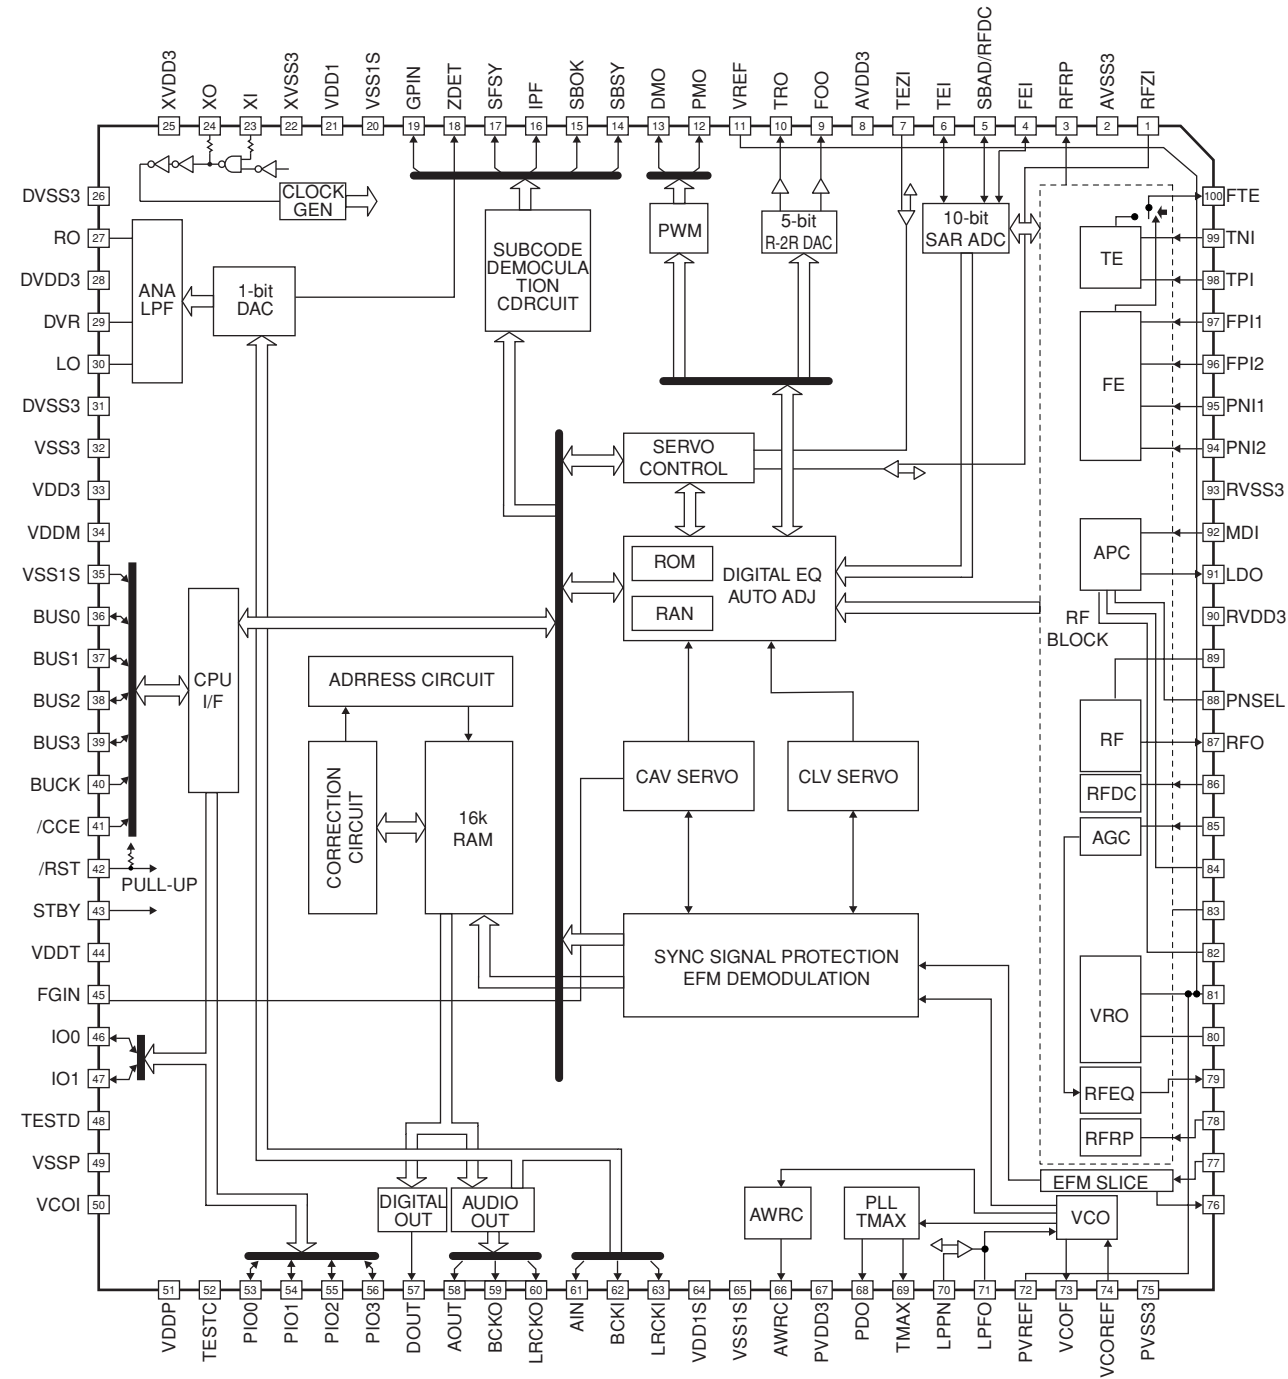 XVDD3
XO
XI
XVSS3
VDD1
VSS1S
GPIN
ZDET
SFSY
IPF
SBOK
SBSY
DMO
PMO
VREF
TRO
FOO
AVDD3
TEZI
TEI
SBAD/RFDC
FEI
RFRP
AVSS3
RFZI
25
24
23
22
21
20
19
18
17
16
15
14
13
12
11
10
9
8
7
6
5
4
3
2
1
DVSS3 26
RO 27
DVDD3 28
DVR 29
LO 30
DVSS3 31
VSS3 32
VDD3 33
VDDM 34
VSS1S 35
BUS0 36
BUS1 37
BUS2 38
BUS3 39
BUCK 40
/CCE 41
/RST 42
PULL-UP
STBY 43
VDDT 44
FGIN 45
IO0 46
IO1 47
TESTD 48
VSSP 49
VCOI 50
CLOCK
GEN
ANA
LPF
1-bit
DAC
SUBCODE
DEMOCULA
TION
CDRCUIT
PWM
5-bit
R-2R DAC
10-bit
SAR ADC
SERVO
CONTROL
ROM
RAN
DIGITAL EQ
AUTO ADJ
CPU
I/F
ADRRESS CIRCUIT
CORRECTION
CIRCUIT
16k
RAM
CAV SERVO
CLV SERVO
SYNC SIGNAL PROTECTION
EFM DEMODULATION
DIGITAL
OUT
AUDIO
OUT
AWRC
PLL
TMAX
VCO
EFM SLICE
TE
FE
APC
RF
BLOCK
RF
RFDC
AGC
VRO
RFEQ
RFRP
100 FTE
99 TNI
98 TPI
97 FPI1
96 FPI2
95 PNI1
94 PNI2
93 RVSS3
92 MDI
91 LDO
90 RVDD3
89
88 PNSEL
87 RFO
86
85
84
83
82
81
80
79
78
77
76
51
52
53
54
55
56
57
58
59
60
61
62
63
64
65
66
67
68
69
70
71
72
73
74
75
VDDP
TESTC
PIO0
PIO1
PIO2
PIO3
DOUT
AOUT
BCKO
LRCKO
AIN
BCKI
LRCKI
VDD1S
VSS1S
AWRC
PVDD3
PDO
TMAX
LPPN
LPFO
PVREF
VCOF
VCOREF
PVSS3